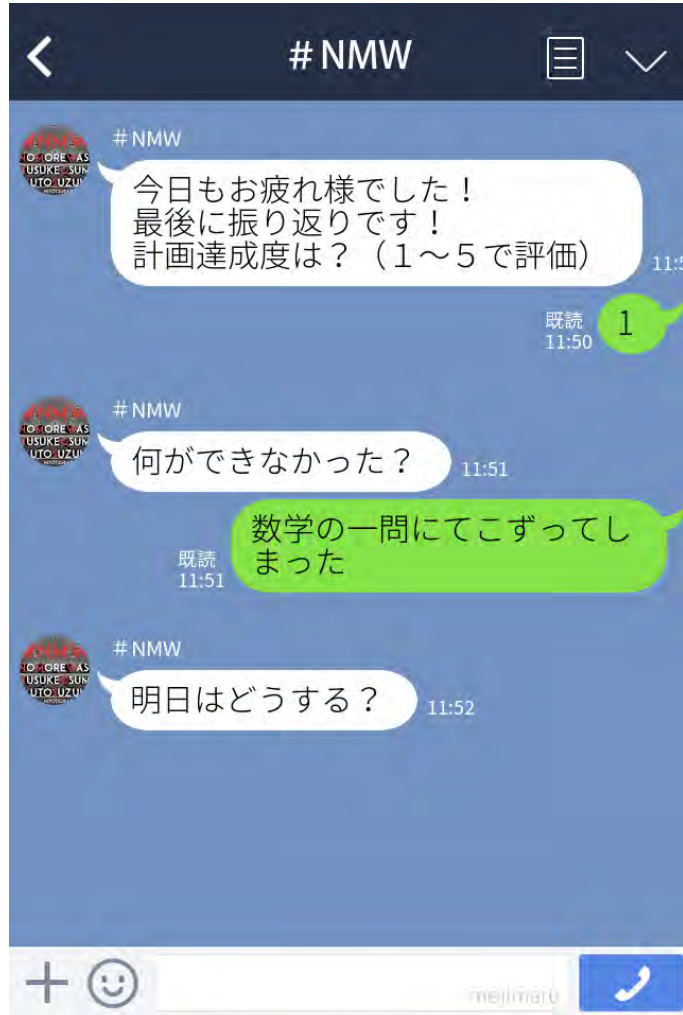 #NMW
#NMW
今日もお疲れ様でした！
最後に振り返りです！
計画達成度は？（１～５で評価）
1
既読
11:50
#NMW
何ができなかった？
11:51
数学の一問にてこずってし
まった
既読
11:51
#NMW
明日はどうする？
11:52
mejimaru